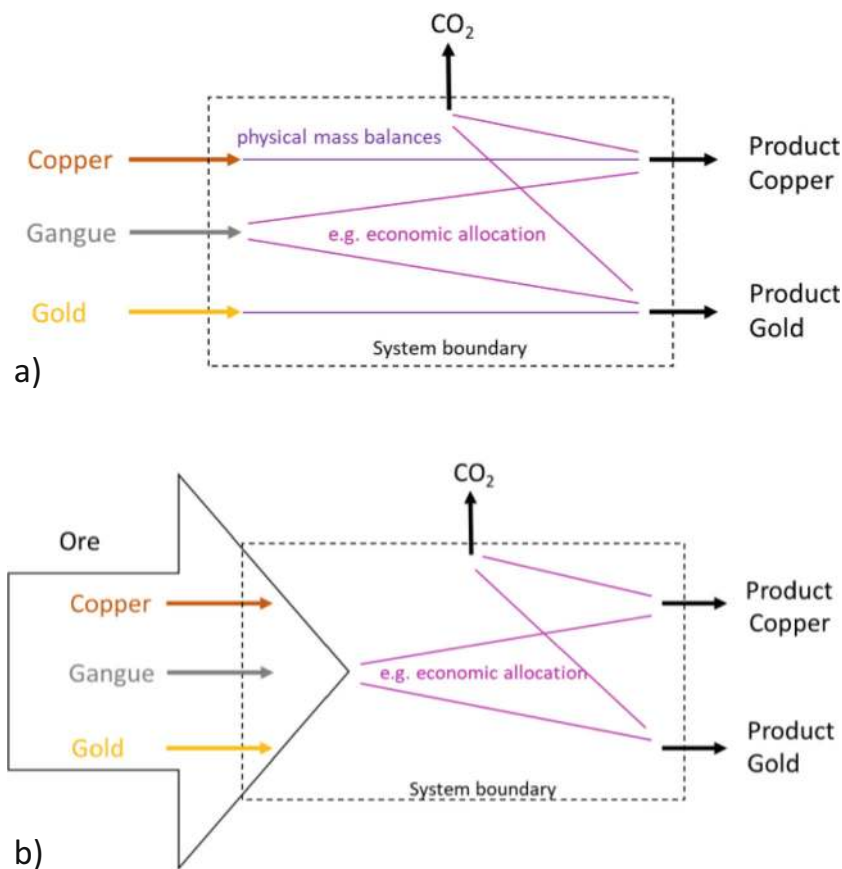 CO₂
physical mass balances
Copper
Product
Copper
Gangue
e.g. economic allocation
Gold
Product
Gold
System boundary
a)
CO₂
Ore
Copper
Product
Copper
Gangue
e.g. economic allocation
Gold
Product
Gold
System boundary
b)